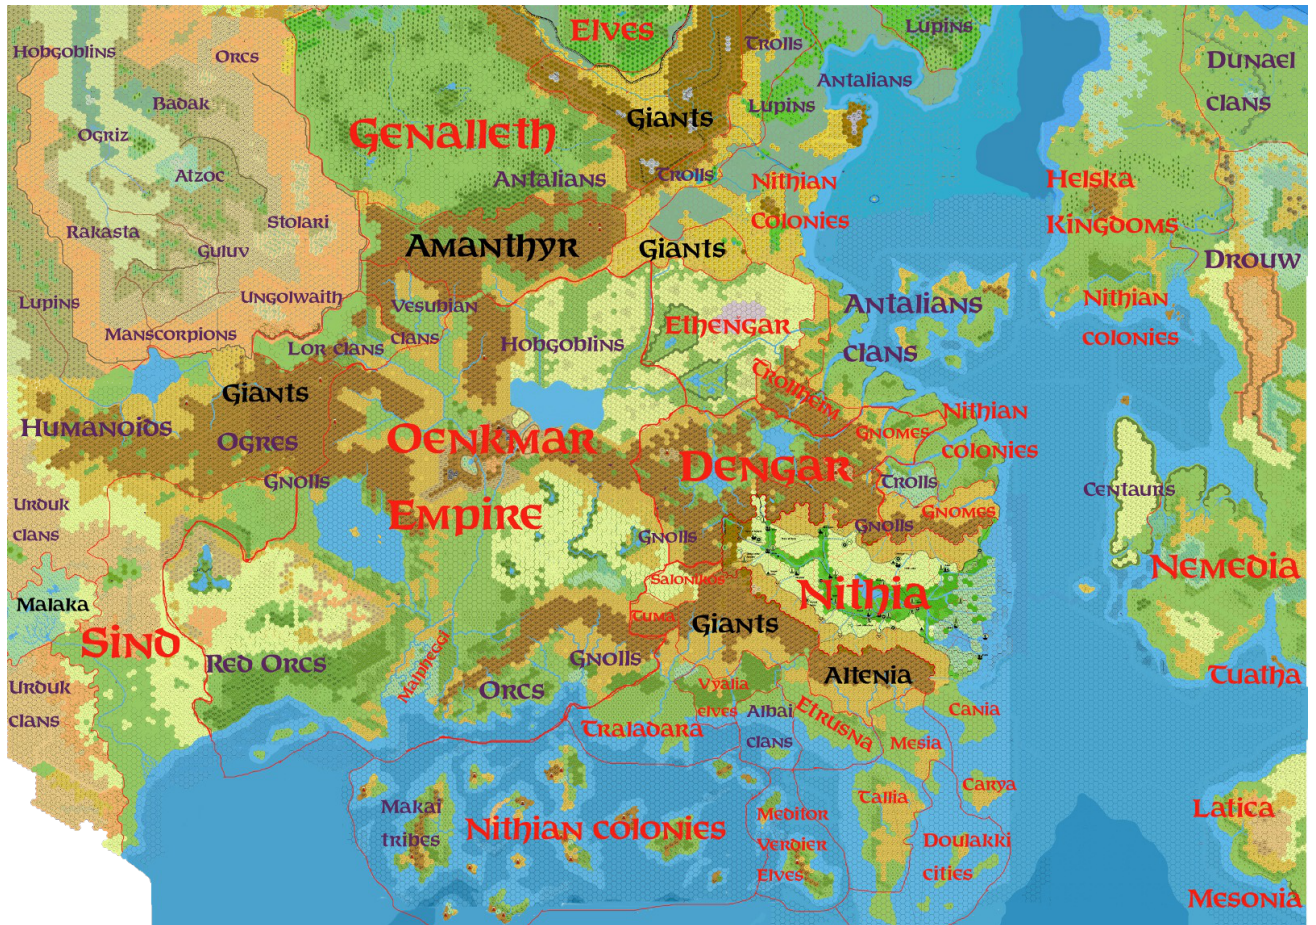 Elves
Trolls
Lupins
Hobgoblins
Orcs
Dunael
clans
Antalians
Badak
Lupins
Giants
Ogriz
Genalleth
Atzoc
Antalians
Trolls
Nithian
colonies
Helska
Kingdoms
Stolari
Rakasta
Guluv
Amanthyr
Giants
Drouw
Lupins
Ungolwaith
Vesubian
clans
Antalians
clans
Nithian
colonies
Manscorpions
Lor clans
Hobgoblins
Ethengar
Giants
Trollheim
Humanoids
Ogres
Oenkmar
Empire
Dengar
Gnomes
Nithian
colonies
Gnolls
Trolls
Centaurs
Urduk
clans
Gnomes
Gnolls
Gnolls
Nemedia
Salonikos
Malaka
Nithia
Tuma
Giants
Sind
Red Orcs
Malpheggi
Gnolls
Orcs
Altenia
Tuatha
Urduk
clans
Vyalia
elves
Albai
clans
Etrusna
Cania
Traladara
Mesia
Makai
tribes
Nithian colonies
Meditor
Verdier
Elves
Tallia
Carya
Doulakki
cities
Latica
Mesonia